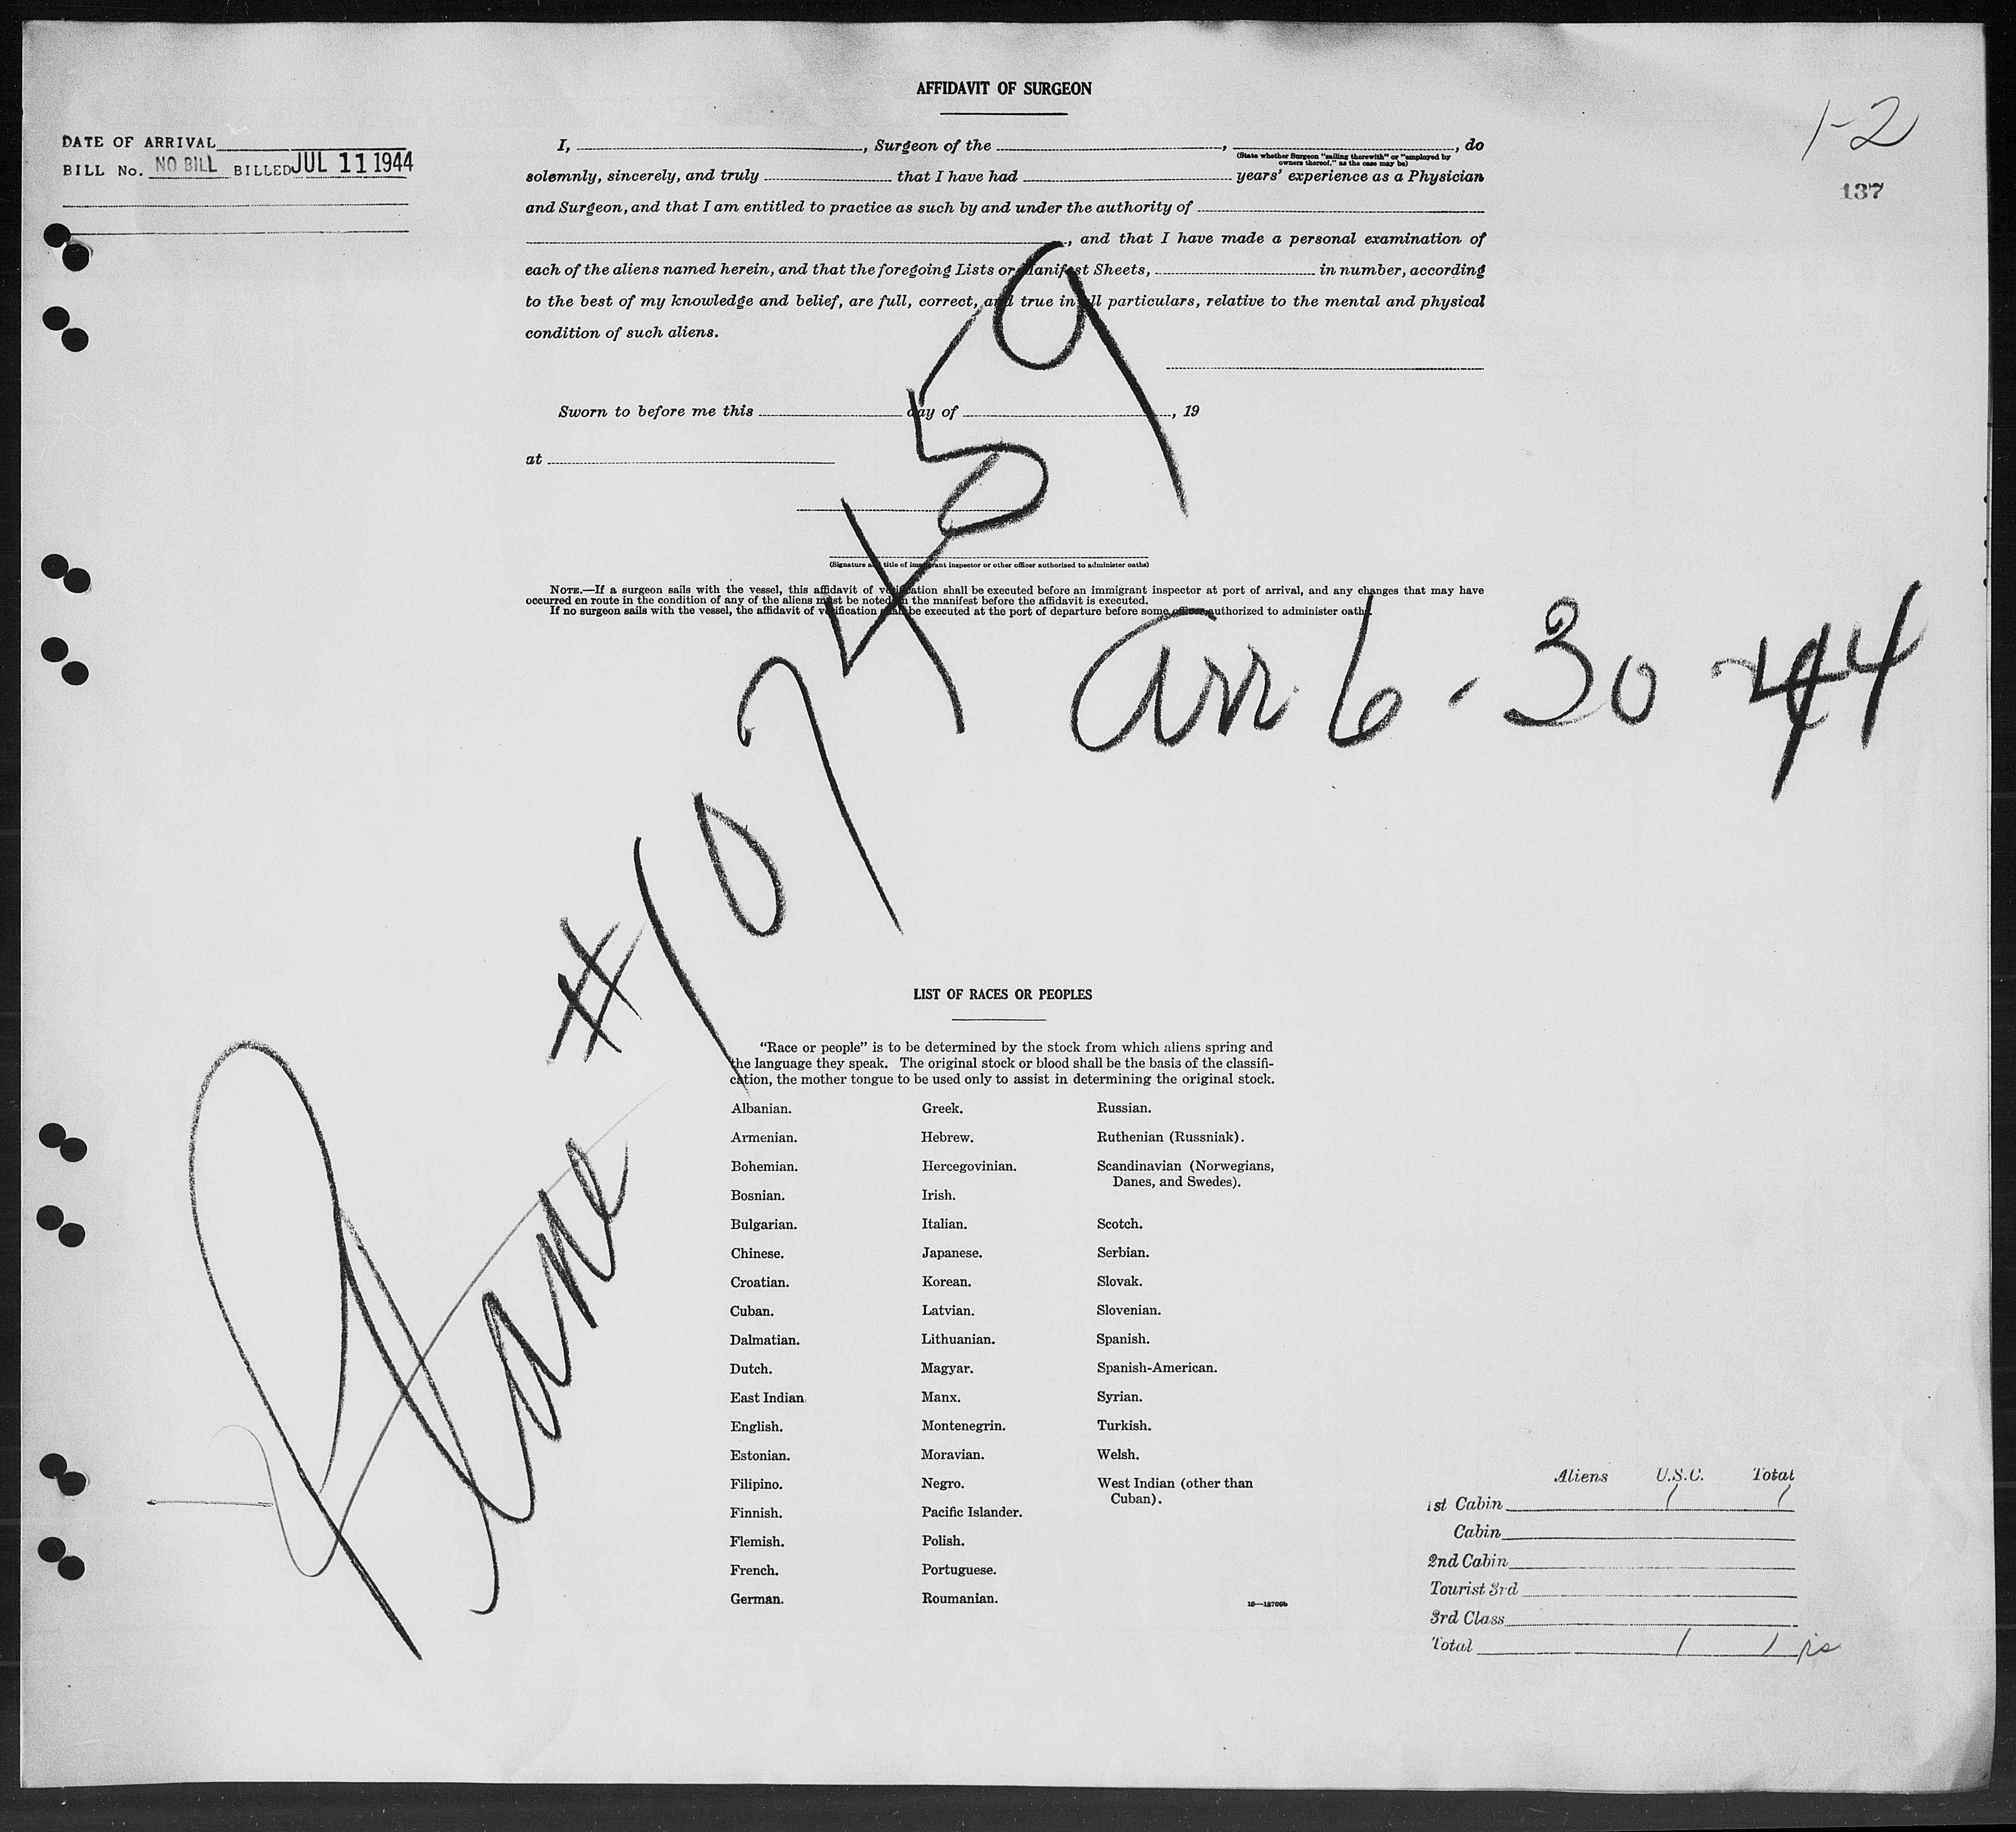 AFFIDAVIT OF SURGEON
1-2
137
DATE OF ARRIVAL
BILL No. NO BILL BILLED JUL 11 1944
I, , Surgeon of the , , do
(State whether Surgeon "sailing therewith" or "employed by
owners thereof," as the case may be)
solemnly, sincerely, and truly that I have had years' experience as a Physician
and Surgeon, and that I am entitled to practice as such by and under the authority of
, and that I have made a personal examination of
each of the aliens named herein, and that the foregoing Lists or Manifest Sheets, in number, according
to the best of my knowledge and belief, are full, correct, and true in all particulars, relative to the mental and physical
condition of such aliens.
Sworn to before me this day of , 19
at
(Signature and title of immigrant inspector or other officer authorized to administer oaths)
NOTE.—If a surgeon sails with the vessel, this affidavit of verification shall be executed before an immigrant inspector at port of arrival, and any changes that may have
occurred en route in the condition of any of the aliens must be noted on the manifest before the affidavit is executed.
If no surgeon sails with the vessel, the affidavit of verification shall be executed at the port of departure before some officer authorized to administer oaths.
Plane #107459
arr 6-30-44
LIST OF RACES OR PEOPLES
"Race or people" is to be determined by the stock from which aliens spring and
the language they speak. The original stock or blood shall be the basis of the classifi-
cation, the mother tongue to be used only to assist in determining the original stock.
Albanian. Greek. Russian.
Armenian. Hebrew. Ruthenian (Russniak).
Bohemian. Hercegovinian. Scandinavian (Norwegians,
Danes, and Swedes).
Bosnian. Irish.
Bulgarian. Italian. Scotch.
Chinese. Japanese. Serbian.
Croatian. Korean. Slovak.
Cuban. Latvian. Slovenian.
Dalmatian. Lithuanian. Spanish.
Dutch. Magyar. Spanish-American.
East Indian Manx. Syrian.
English. Montenegrin. Turkish.
Estonian. Moravian. Welsh.
Filipino. Negro. West Indian (other than
Cuban).
Finnish. Pacific Islander.
Flemish. Polish.
French. Portuguese.
German. Roumanian.
16—18709b
Aliens U.S.C. Total
1st Cabin 1 1
Cabin
2nd Cabin
Tourist 3rd
3rd Class
Total 1 1